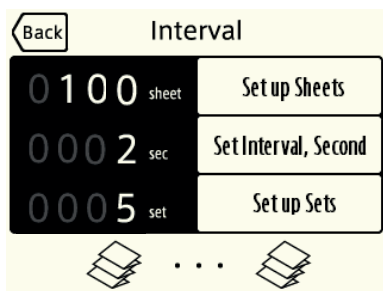 Back Interval
0100 sheet Set up Sheets
0002 sec Set Interval, Second
0005 set Set up Sets